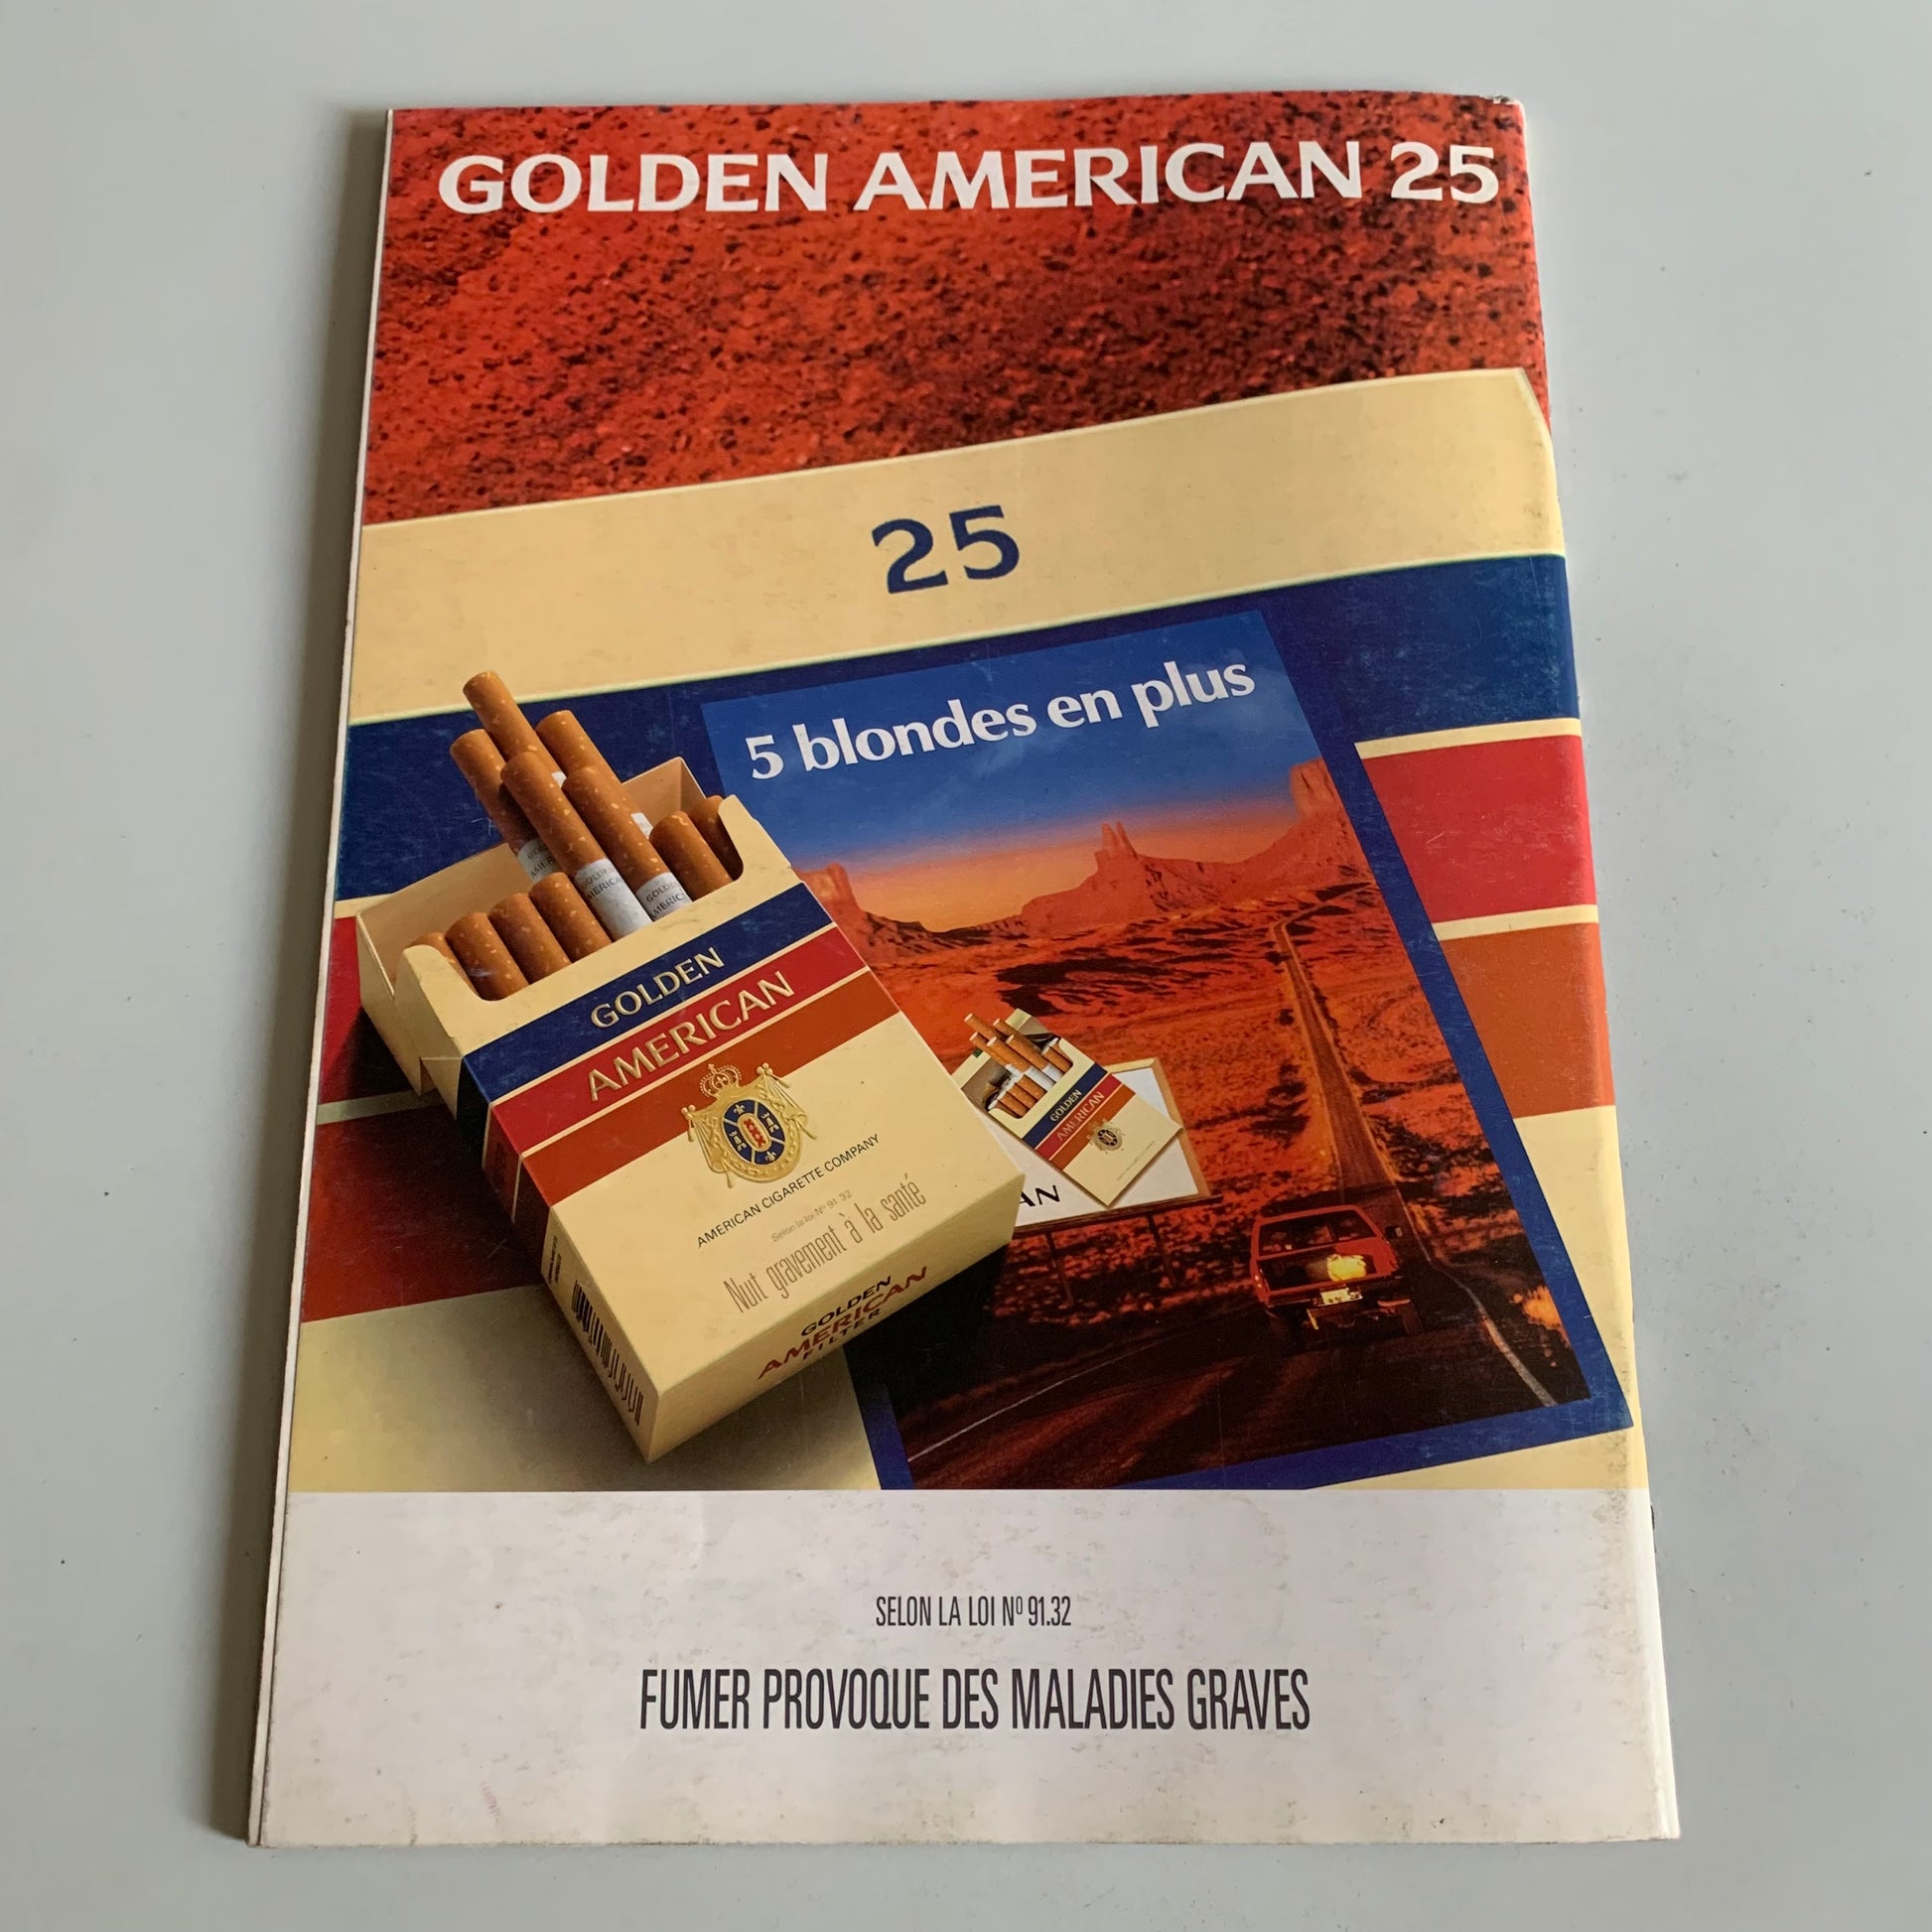 GOLDEN AMERICAN 25
25
5 blondes en plus
GOLDEN
AMERICAN
AMERICAN CIGARETTE COMPANY
Selon la loi Nº 91.32
Nuit gravement à la santé
GOLDEN
AMERICAN
FILTER
GOLDEN
AMERICAN
AN
SELON LA LOI Nº 91.32
FUMER PROVOQUE DES MALADIES GRAVES